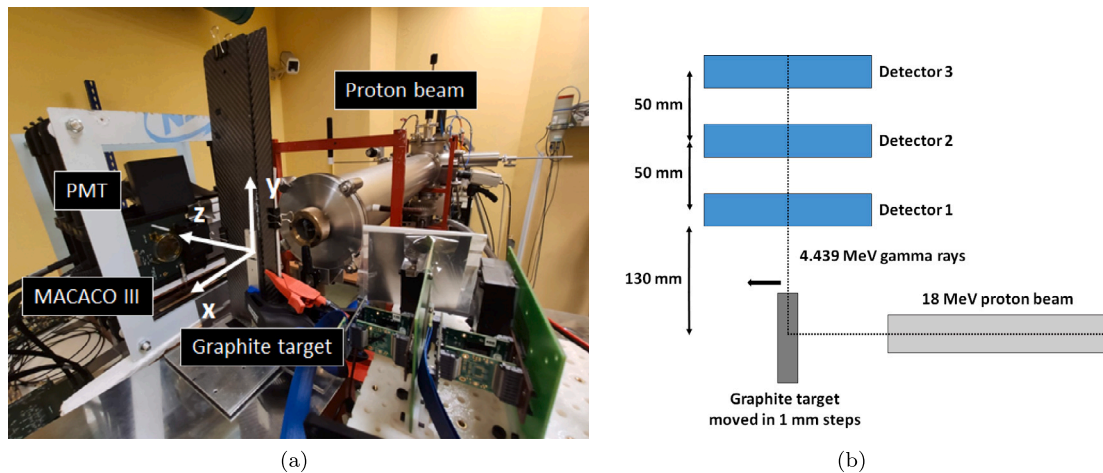 Proton beam
PMT
y
z
MACACO III
x
Graphite target
(a)
Detector 3
50 mm
Detector 2
50 mm
Detector 1
4.439 MeV gamma rays
130 mm
18 MeV proton beam
Graphite target
moved in 1 mm steps
(b)